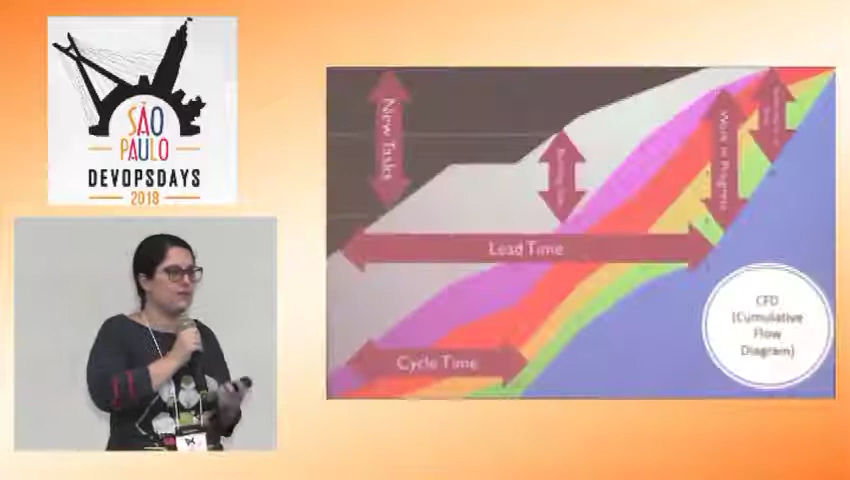 SÃO
PAULO
DEVOPSDAYS
2018
New Tasks
Work in Progress
Lead Time
Cycle Time
CFD
(Cumulative
Flow
Diagram)